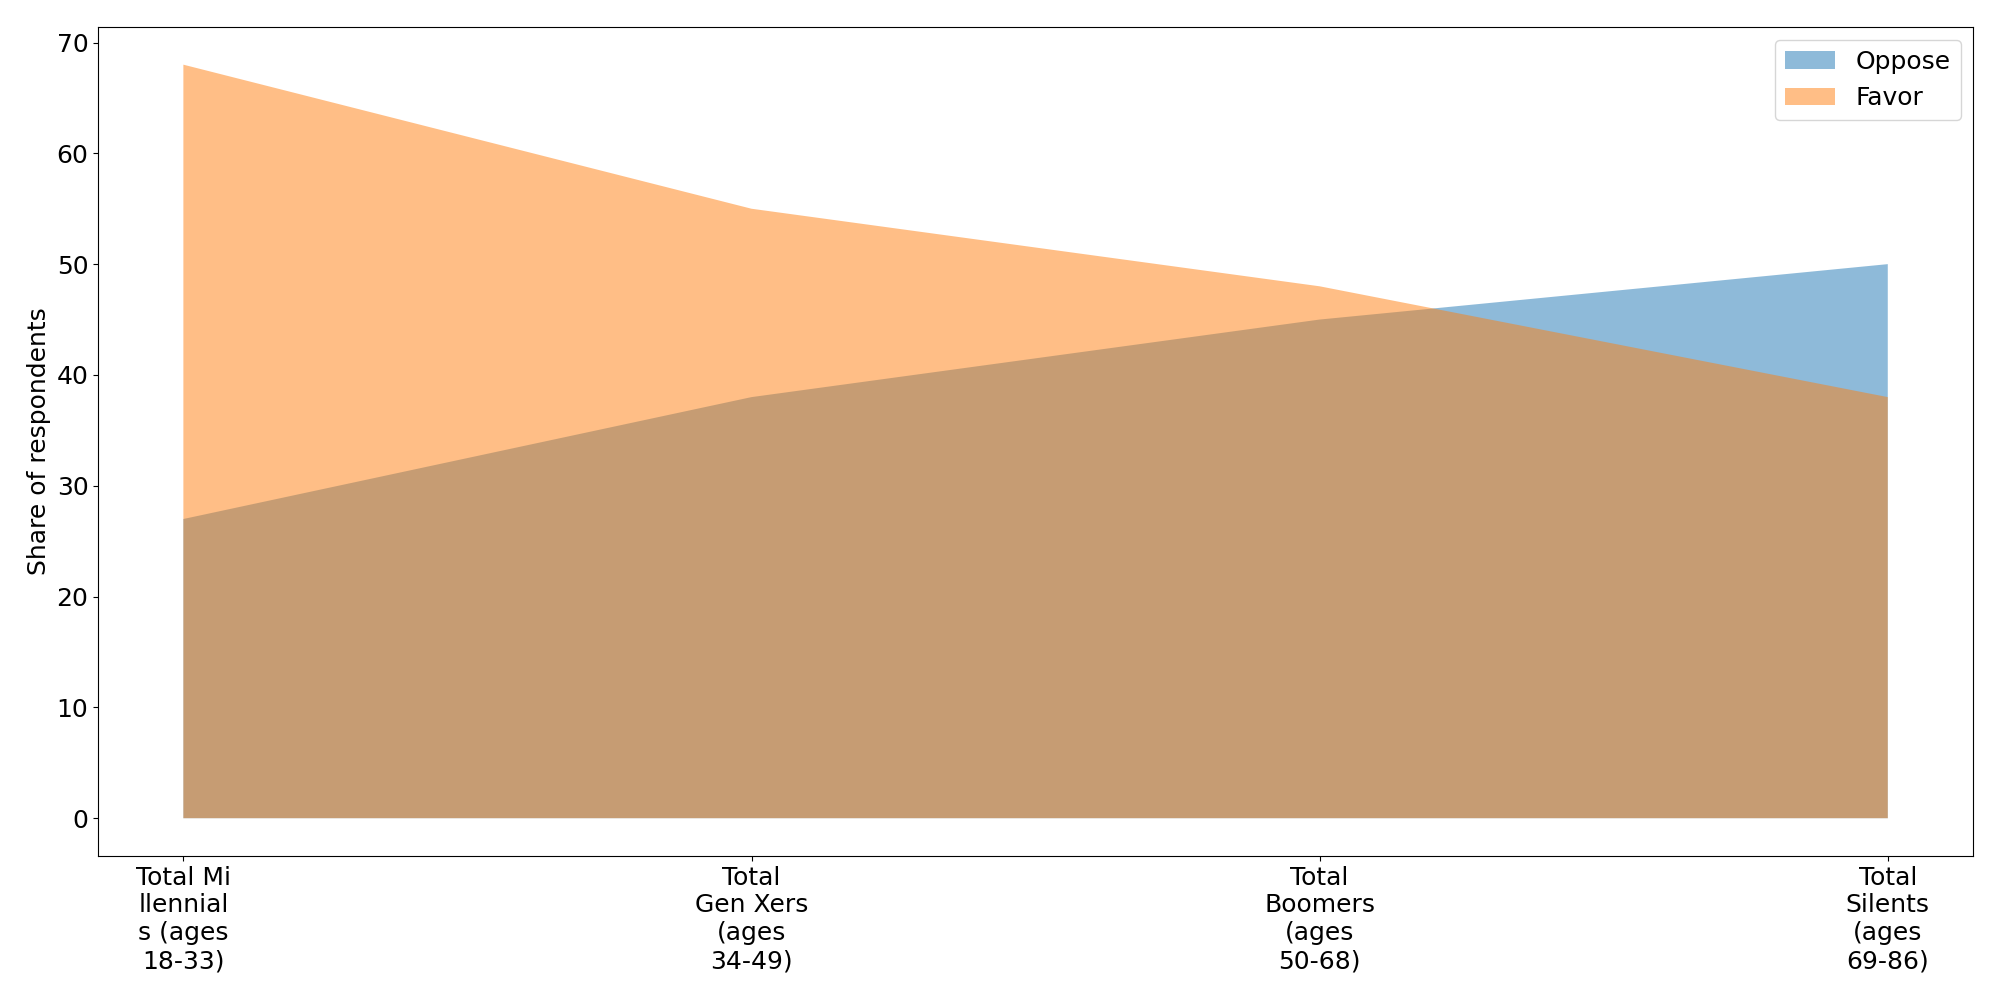 70
60
50
40
30
20
10
0
Share of respondents
Oppose
Favor
Total Mi
llennial
s (ages
18-33)
Total
Gen Xers
(ages
34-49)
Total
Boomers
(ages
50-68)
Total
Silents
(ages
69-86)